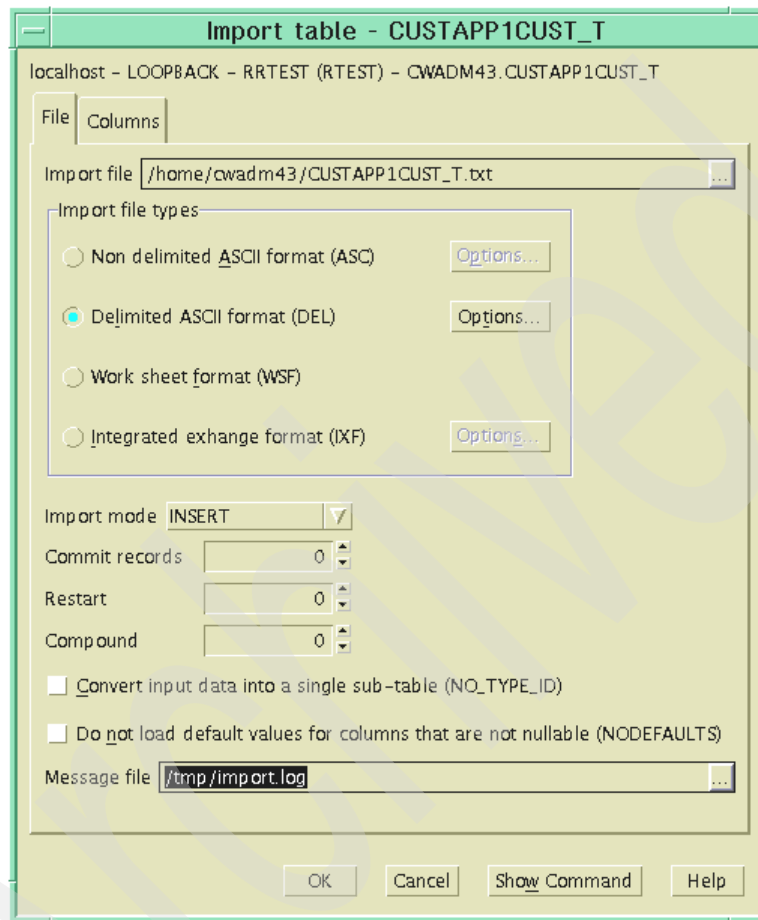 Import table - CUSTAPP1CUST_T
localhost - LOOPBACK - RRTEST (RTEST) - CWADM43.CUSTAPP1CUST_T
File Columns
Import file /home/cwadm43/CUSTAPP1CUST_T.txt ...
Import file types
Non delimited ASCII format (ASC) Options...
Delimited ASCII format (DEL) Options...
Work sheet format (WSF)
Integrated exhange format (IXF) Options...
Import mode INSERT
Commit records 0
Restart 0
Compound 0
Convert input data into a single sub-table (NO_TYPE_ID)
Do not load default values for columns that are not nullable (NODEFAULTS)
Message file /tmp/import.log ...
OK Cancel Show Command Help